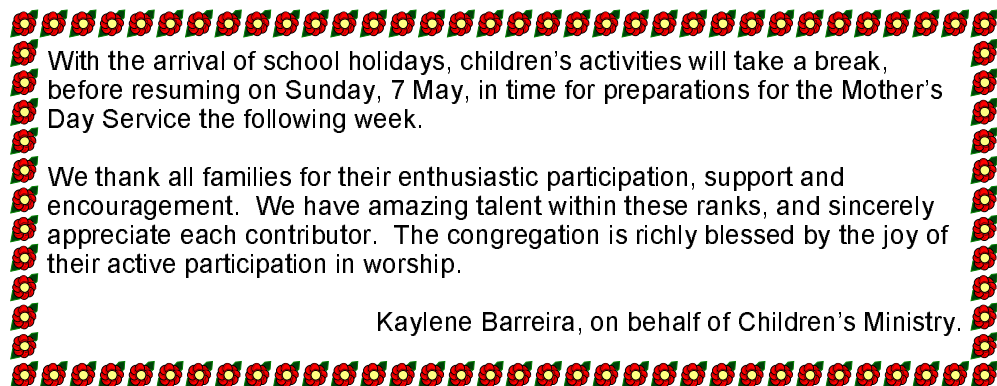 With the arrival of school holidays, children's activities will take a break,
before resuming on Sunday, 7 May, in time for preparations for the Mother's
Day Service the following week.
We thank all families for their enthusiastic participation, support and
encouragement.  We have amazing talent within these ranks, and sincerely
appreciate each contributor.  The congregation is richly blessed by the joy of
their active participation in worship.
Kaylene Barreira, on behalf of Children's Ministry.